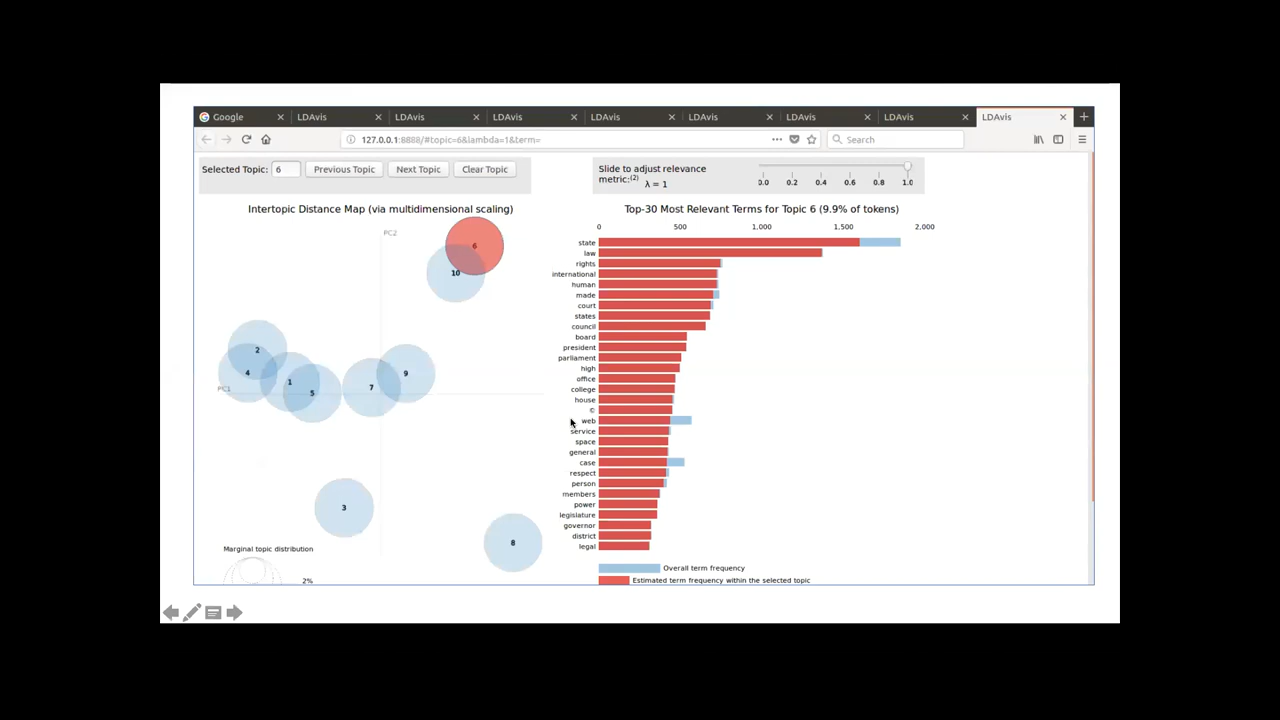 Google LDAvis LDAvis LDAvis LDAvis LDAvis LDAvis LDAvis LDAvis
127.0.0.1:8888/#topic=6&lambda=1&term= Search
Selected Topic: 6 Previous Topic Next Topic Clear Topic
Slide to adjust relevance
metric:(2) λ = 1
0.0 0.2 0.4 0.6 0.8 1.0
Intertopic Distance Map (via multidimensional scaling)
PC2
6
10
2
4
1
5
7
9
PC1
3
8
Marginal topic distribution
2%
Top-30 Most Relevant Terms for Topic 6 (9.9% of tokens)
0 500 1,000 1,500 2,000
state
law
rights
international
human
made
court
states
council
board
president
parliament
high
office
college
house
©
web
service
space
general
case
respect
person
members
power
legislature
governor
district
legal
Overall term frequency
Estimated term frequency within the selected topic